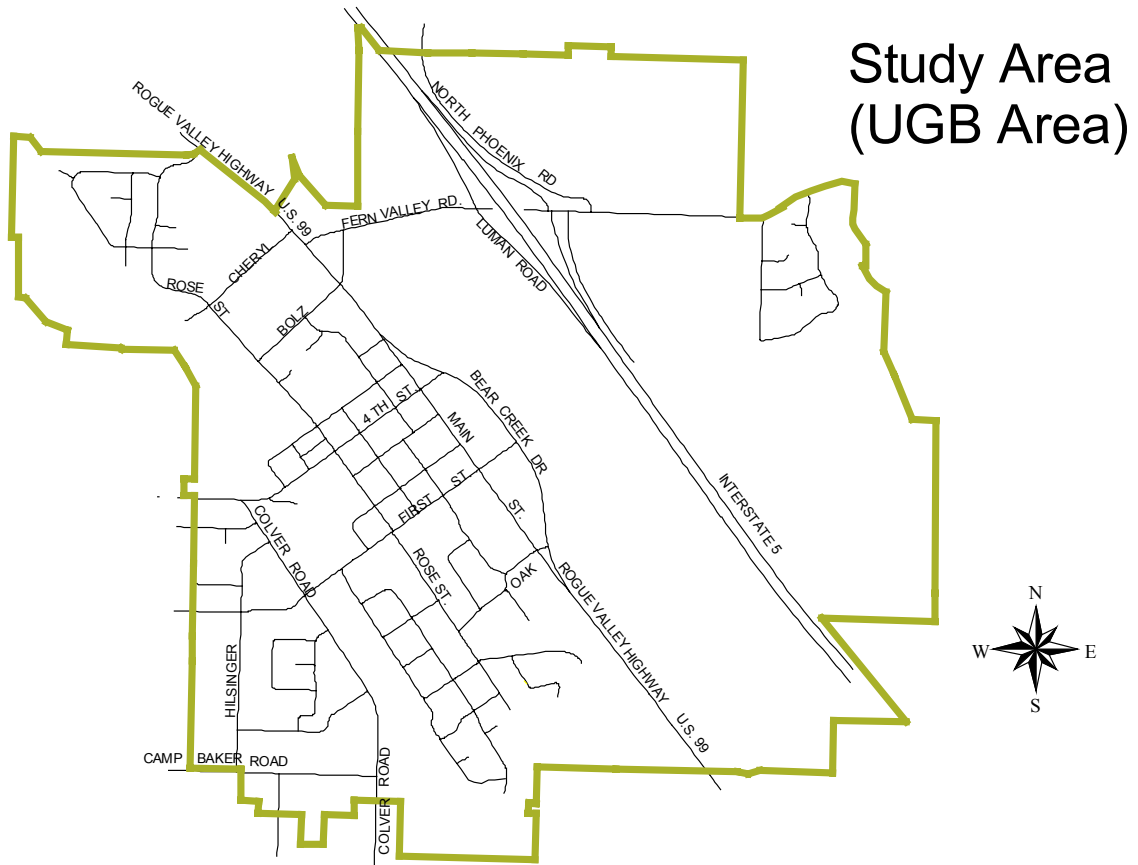 Study Area
(UGB Area)
ROGUE VALLEY HIGHWAY
U.S. 99
NORTH PHOENIX RD
FERN VALLEY RD.
LUMAN ROAD
CHERYL
ROSE ST
BOLZ
4 TH ST.
MAIN ST.
BEAR CREEK DR
FIRST ST
INTERSTATE 5
COLVER ROAD
ROSE ST.
OAK
ROGUE VALLEY HIGHWAY U.S. 99
HILSINGER
CAMP BAKER ROAD
COLVER ROAD
N
W E
S